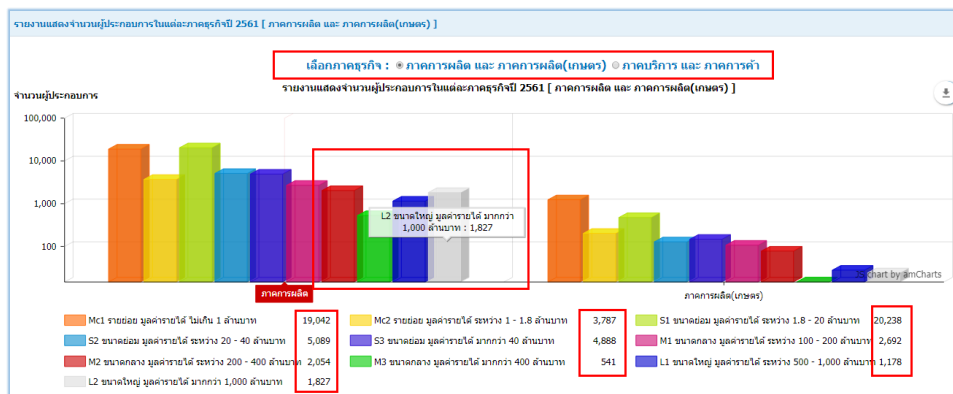 รายงานแสดงจำนวนผู้ประกอบการในแต่ละภาคธุรกิจปี 2561 [ ภาคการผลิต และ ภาคการผลิต(เกษตร) ]
เลือกภาคธุรกิจ : ภาคการผลิต และ ภาคการผลิต(เกษตร) ภาคบริการ และ ภาคการค้า
รายงานแสดงจำนวนผู้ประกอบการในแต่ละภาคธุรกิจปี 2561 [ ภาคการผลิต และ ภาคการผลิต(เกษตร) ]
จำนวนผู้ประกอบการ
100,000
10,000
1,000
100
L2 ขนาดใหญ่ มูลค่ารายได้ มากกว่า
1,000 ล้านบาท : 1,827
JS chart by amCharts
ภาคการผลิต
ภาคการผลิต(เกษตร)
Mc1 รายย่อย มูลค่ารายได้ ไม่เกิน 1 ล้านบาท 19,042
Mc2 รายย่อย มูลค่ารายได้ ระหว่าง 1 - 1.8 ล้านบาท 3,787
S1 ขนาดย่อม มูลค่ารายได้ ระหว่าง 1.8 - 20 ล้านบาท 20,238
S2 ขนาดย่อม มูลค่ารายได้ ระหว่าง 20 - 40 ล้านบาท 5,089
S3 ขนาดย่อม มูลค่ารายได้ มากกว่า 40 ล้านบาท 4,888
M1 ขนาดกลาง มูลค่ารายได้ ระหว่าง 100 - 200 ล้านบาท 2,692
M2 ขนาดกลาง มูลค่ารายได้ ระหว่าง 200 - 400 ล้านบาท 2,054
M3 ขนาดกลาง มูลค่ารายได้ มากกว่า 400 ล้านบาท 541
L1 ขนาดใหญ่ มูลค่ารายได้ ระหว่าง 500 - 1,000 ล้านบาท 1,178
L2 ขนาดใหญ่ มูลค่ารายได้ มากกว่า 1,000 ล้านบาท 1,827